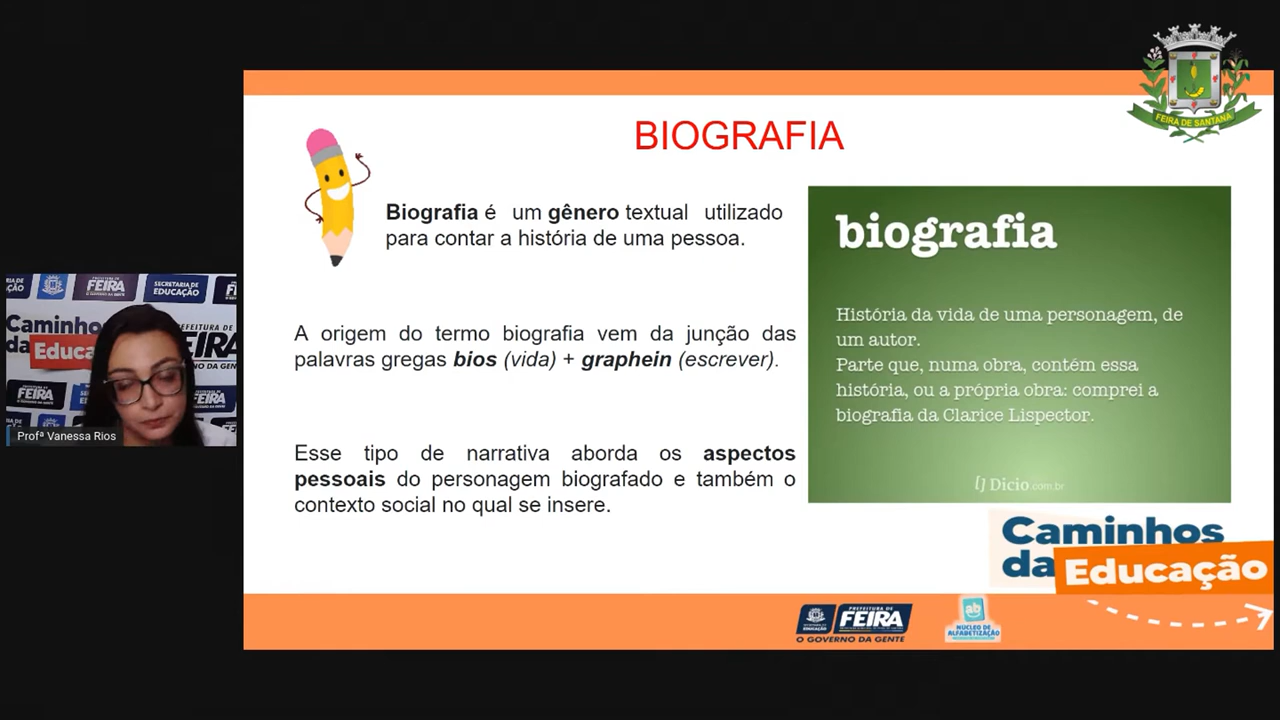 FEIRA DE SANTANA
BIOGRAFIA
Biografia é um gênero textual utilizado
para contar a história de uma pessoa.
A origem do termo biografia vem da junção das
palavras gregas bios (vida) + graphein (escrever).
Esse tipo de narrativa aborda os aspectos
pessoais do personagem biografado e também o
contexto social no qual se insere.
biografia
História da vida de uma personagem, de
um autor.
Parte que, numa obra, contém essa
história, ou a própria obra: comprei a
biografia da Clarice Lispector.
Dicio.com.br
Caminhos
da Educação
PREFEITURA DE
FEIRA
O GOVERNO DA GENTE
ab
NÚCLEO DE
ALFABETIZAÇÃO
PREFEITURA DE
FEIRA
SECRETARIA DE
EDUCAÇÃO
Caminho
da Educa
PREFEITURA DE
FEIRA
Profª Vanessa Rios